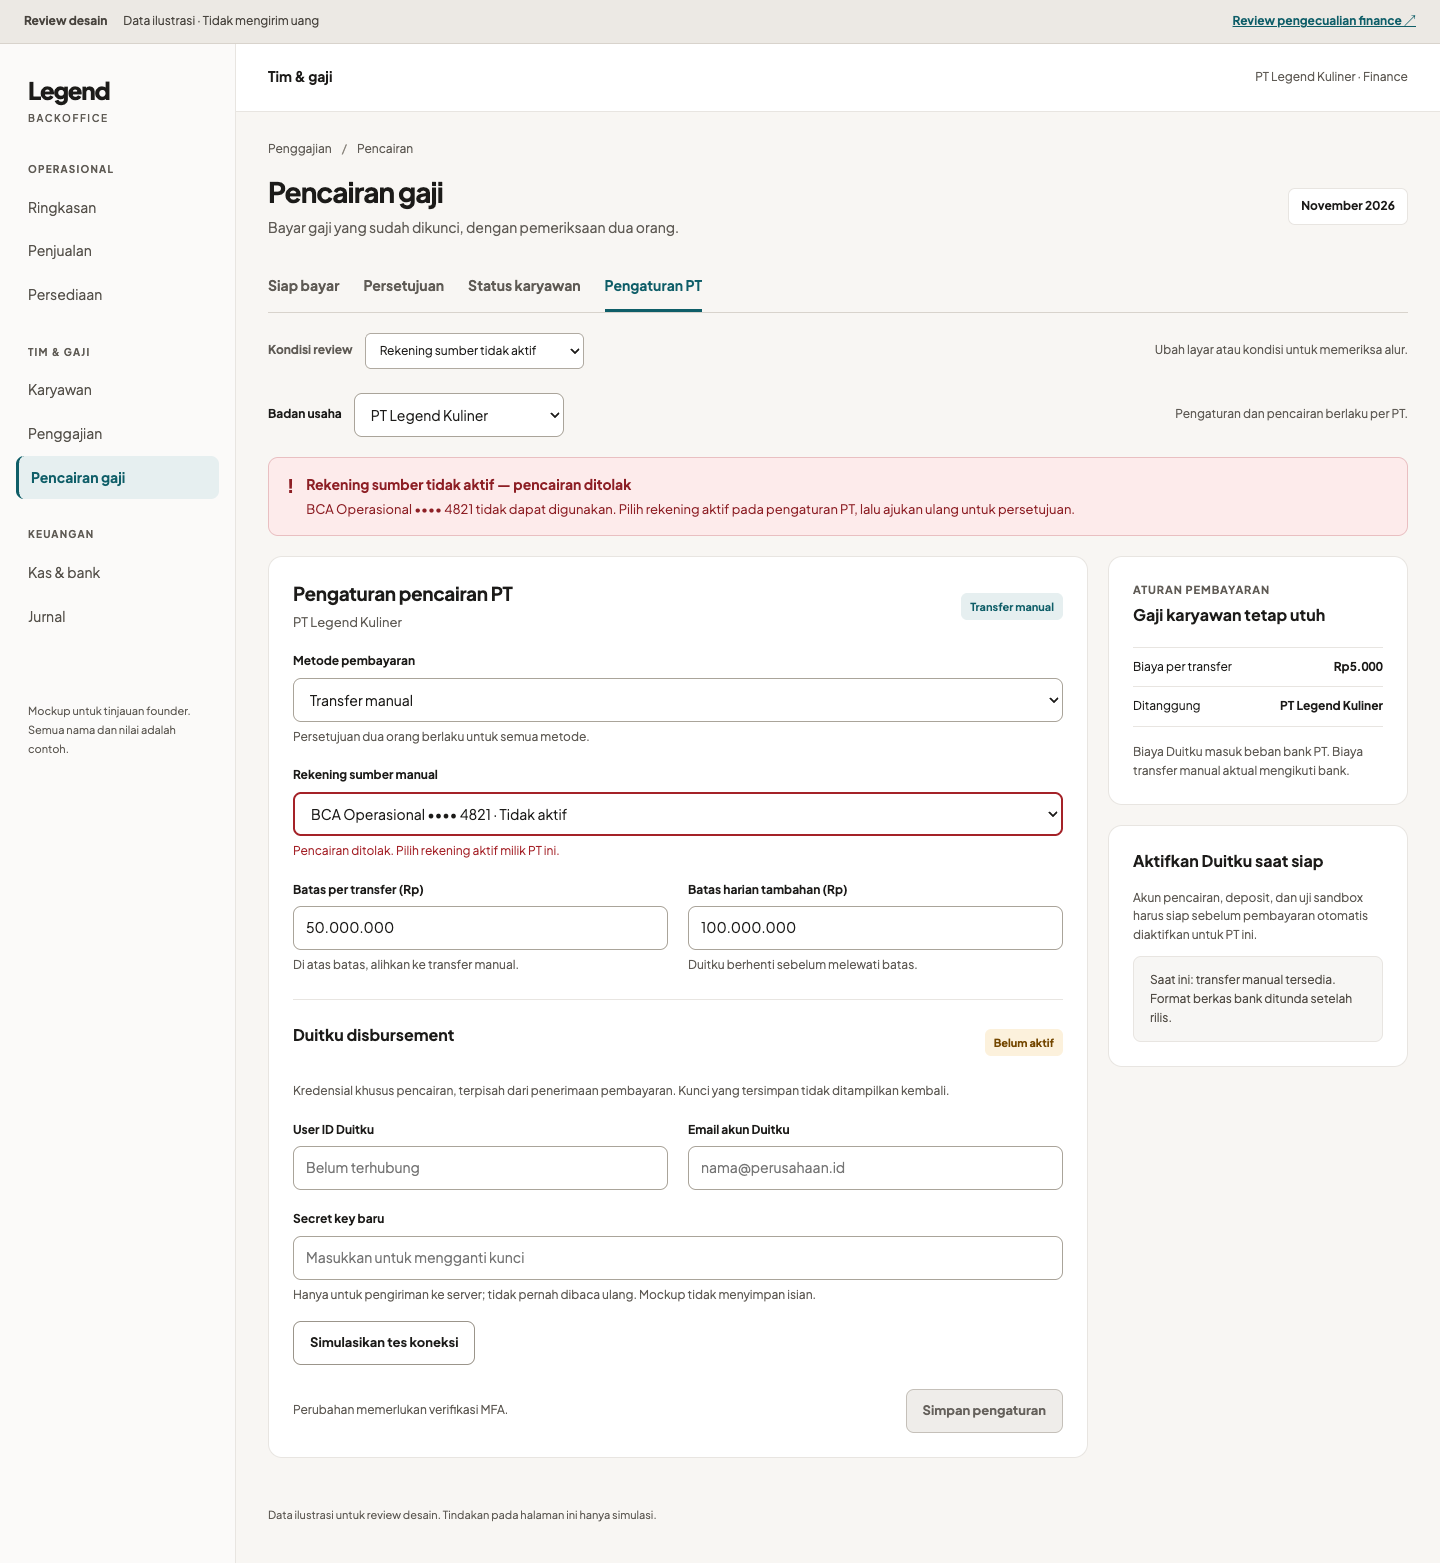 Review desain
Data ilustrasi · Tidak mengirim uang
Review pengecualian finance ↗
Legend
BACKOFFICE
OPERASIONAL
Ringkasan
Penjualan
Persediaan
TIM & GAJI
Karyawan
Penggajian
Pencairan gaji
KEUANGAN
Kas & bank
Jurnal
Mockup untuk tinjauan founder.
Semua nama dan nilai adalah
contoh.
Tim & gaji
PT Legend Kuliner · Finance
Penggajian / Pencairan
Pencairan gaji
Bayar gaji yang sudah dikunci, dengan pemeriksaan dua orang.
November 2026
Siap bayar
Persetujuan
Status karyawan
Pengaturan PT
Kondisi review
Rekening sumber tidak aktif
Ubah layar atau kondisi untuk memeriksa alur.
Badan usaha
PT Legend Kuliner
Pengaturan dan pencairan berlaku per PT.
! Rekening sumber tidak aktif — pencairan ditolak
BCA Operasional •••• 4821 tidak dapat digunakan. Pilih rekening aktif pada pengaturan PT, lalu ajukan ulang untuk persetujuan.
Pengaturan pencairan PT
PT Legend Kuliner
Transfer manual
Metode pembayaran
Transfer manual
Persetujuan dua orang berlaku untuk semua metode.
Rekening sumber manual
BCA Operasional •••• 4821 · Tidak aktif
Pencairan ditolak. Pilih rekening aktif milik PT ini.
Batas per transfer (Rp)
50.000.000
Di atas batas, alihkan ke transfer manual.
Batas harian tambahan (Rp)
100.000.000
Duitku berhenti sebelum melewati batas.
Duitku disbursement
Belum aktif
Kredensial khusus pencairan, terpisah dari penerimaan pembayaran. Kunci yang tersimpan tidak ditampilkan kembali.
User ID Duitku
Belum terhubung
Email akun Duitku
nama@perusahaan.id
Secret key baru
Masukkan untuk mengganti kunci
Hanya untuk pengiriman ke server; tidak pernah dibaca ulang. Mockup tidak menyimpan isian.
Simulasikan tes koneksi
Perubahan memerlukan verifikasi MFA.
Simpan pengaturan
ATURAN PEMBAYARAN
Gaji karyawan tetap utuh
Biaya per transfer
Rp5.000
Ditanggung
PT Legend Kuliner
Biaya Duitku masuk beban bank PT. Biaya
transfer manual aktual mengikuti bank.
Aktifkan Duitku saat siap
Akun pencairan, deposit, dan uji sandbox
harus siap sebelum pembayaran otomatis
diaktifkan untuk PT ini.
Saat ini: transfer manual tersedia.
Format berkas bank ditunda setelah
rilis.
Data ilustrasi untuk review desain. Tindakan pada halaman ini hanya simulasi.